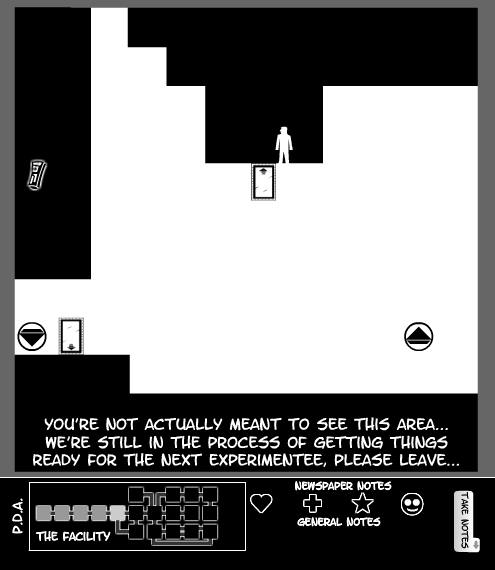 YOU'RE NOT ACTUALLY MEANT TO SEE THIS AREA...
WE'RE STILL IN THE PROCESS OF GETTING THINGS
READY FOR THE NEXT EXPERIMENTEE, PLEASE LEAVE...
P.D.A.
THE FACILITY
NEWSPAPER NOTES
GENERAL NOTES
TAKE NOTES